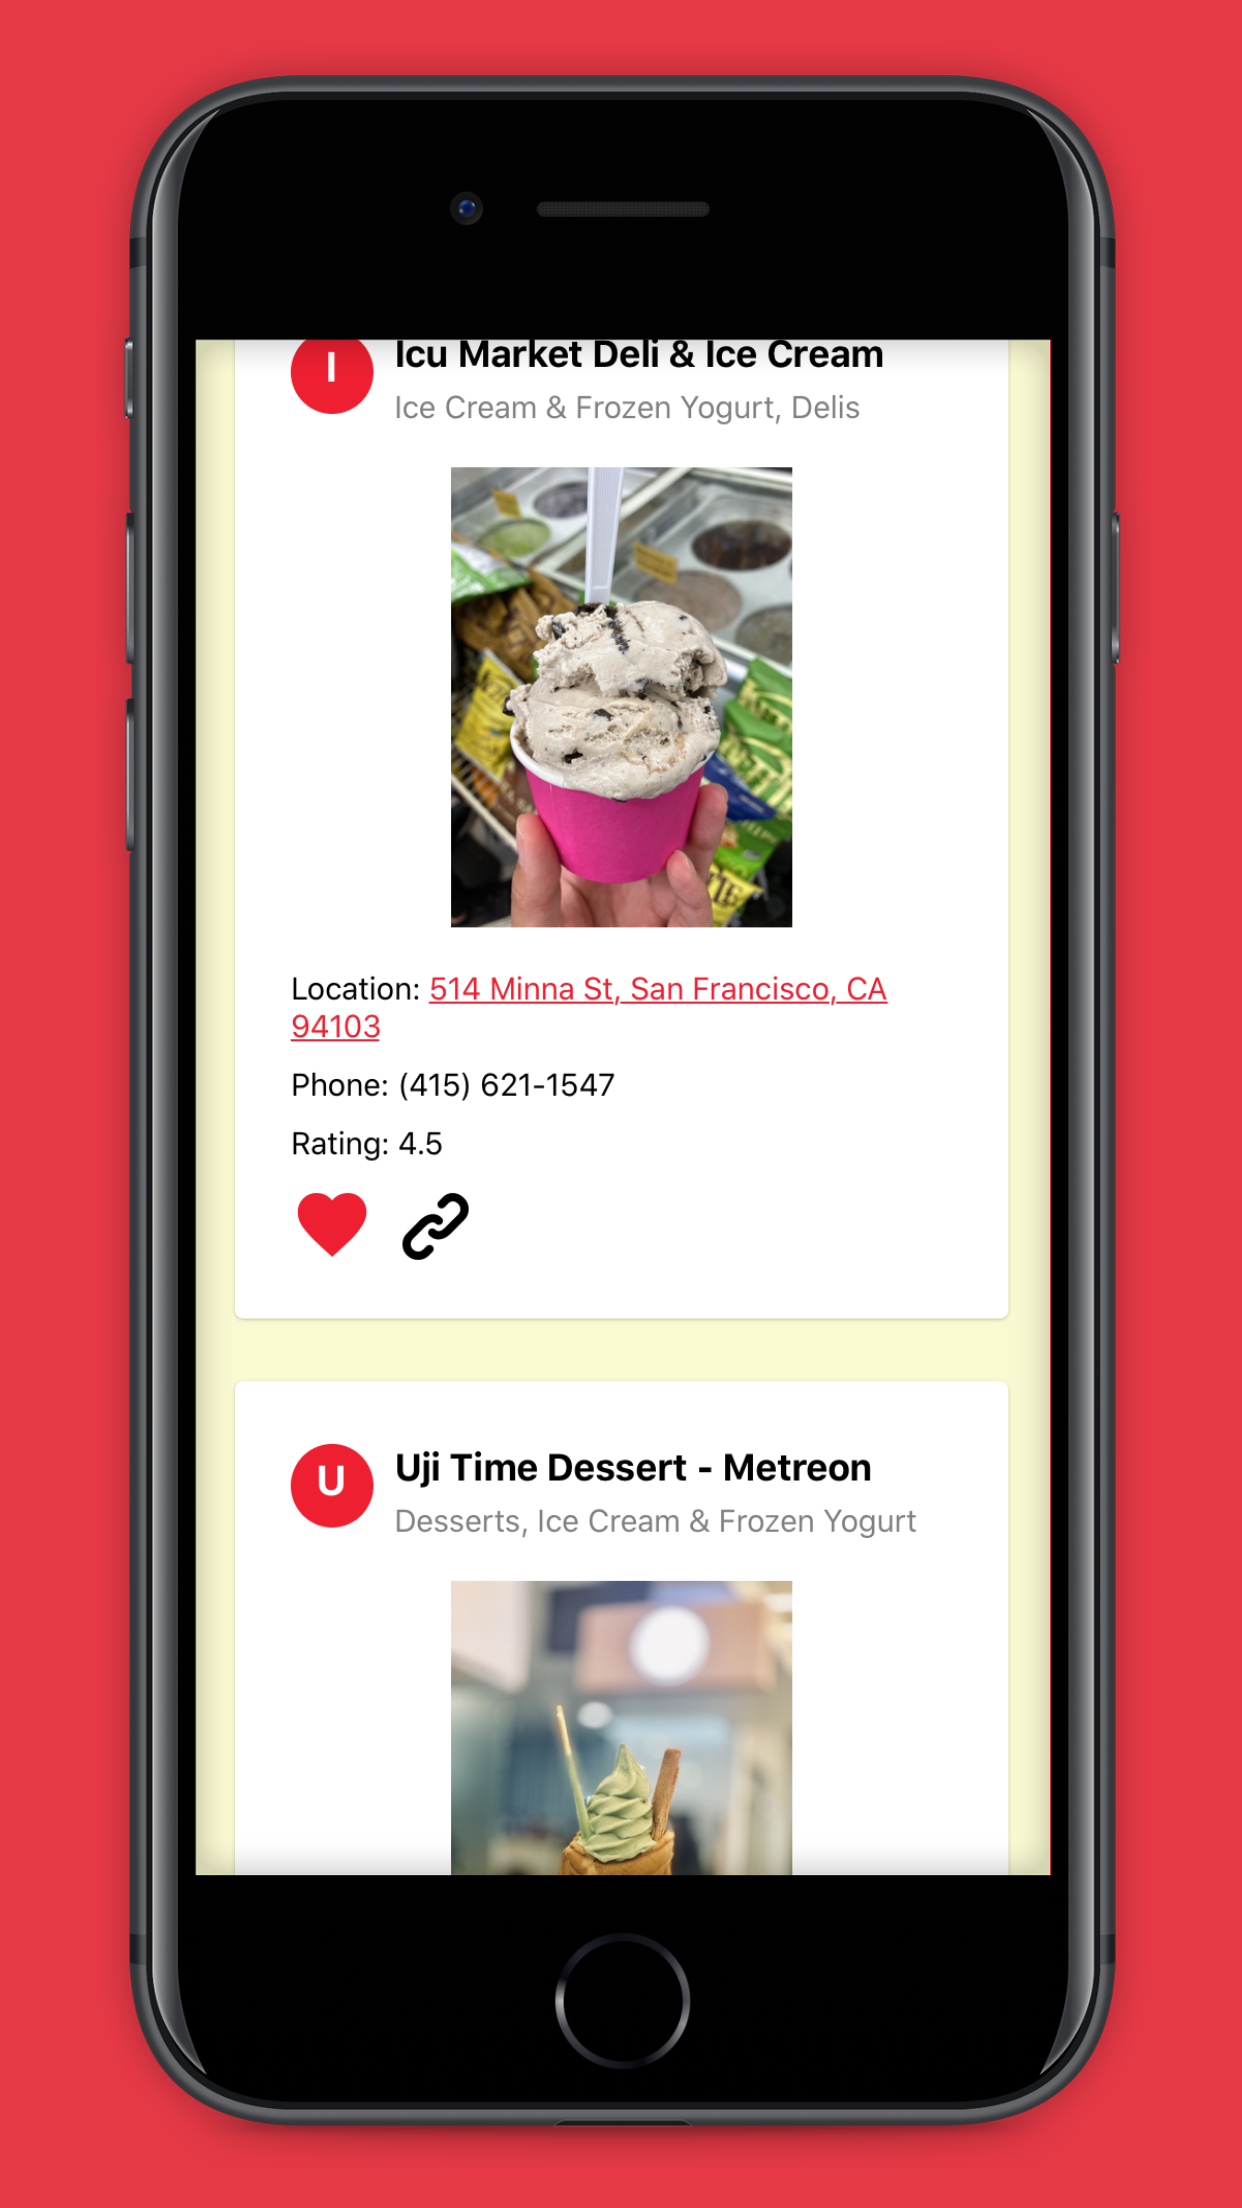 I
Icu Market Deli & Ice Cream
Ice Cream & Frozen Yogurt, Delis
Location: 514 Minna St, San Francisco, CA
94103
Phone: (415) 621-1547
Rating: 4.5
U
Uji Time Dessert - Metreon
Desserts, Ice Cream & Frozen Yogurt